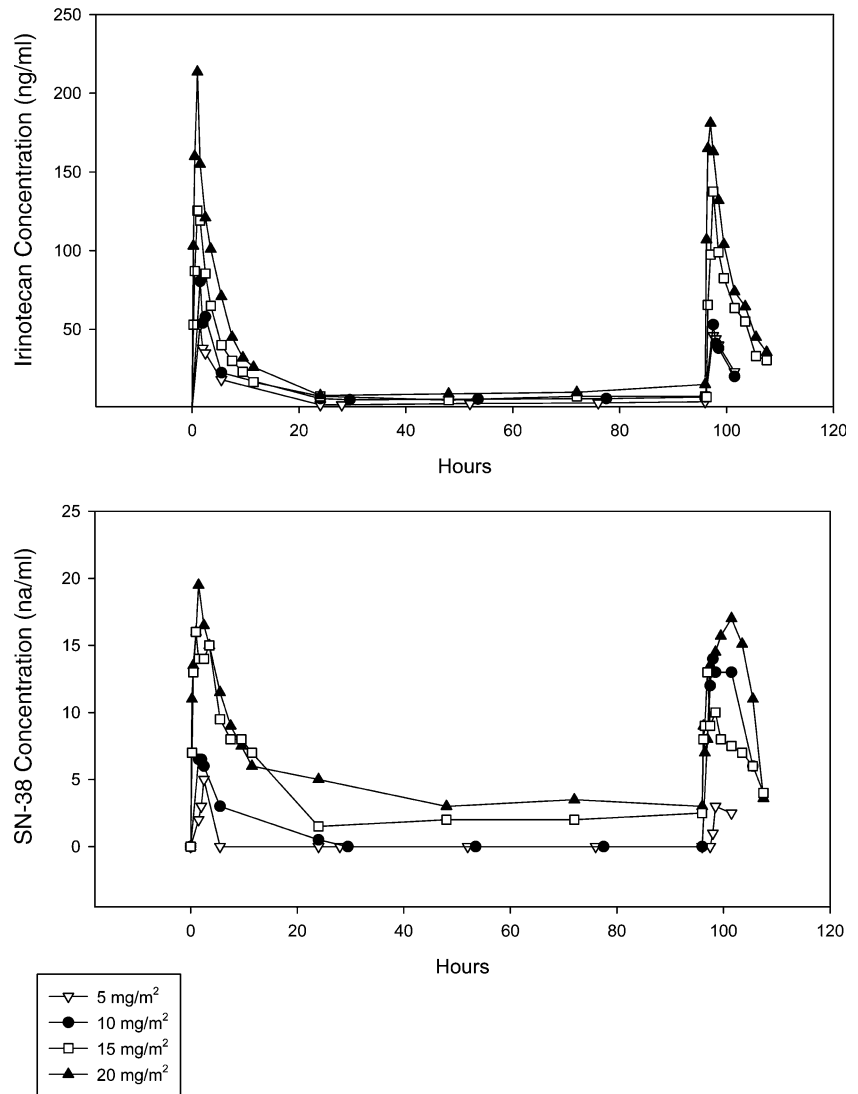 250
200
150
100
50
Irinotecan Concentration (ng/ml)
0 20 40 60 80 100 120
Hours
25
20
15
10
5
0
SN-38 Concentration (na/ml)
0 20 40 60 80 100 120
Hours
5 mg/m²
10 mg/m²
15 mg/m²
20 mg/m²